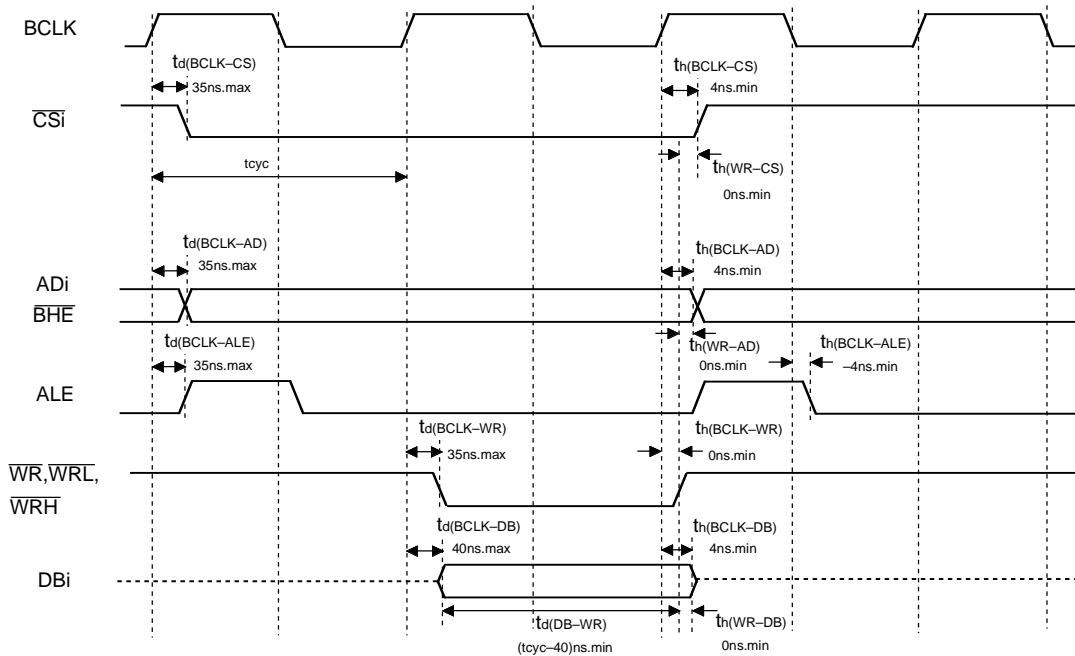 BCLK
td(BCLK–CS)
35ns.max
th(BCLK–CS)
4ns.min
CSi
tcyc
th(WR–CS)
0ns.min
td(BCLK–AD)
35ns.max
th(BCLK–AD)
4ns.min
ADi
BHE
td(BCLK–ALE)
35ns.max
th(WR–AD)
0ns.min
th(BCLK–ALE)
–4ns.min
ALE
td(BCLK–WR)
35ns.max
th(BCLK–WR)
0ns.min
WR,WRL,
WRH
td(BCLK–DB)
40ns.max
th(BCLK–DB)
4ns.min
DBi
td(DB–WR)
(tcyc–40)ns.min
th(WR–DB)
0ns.min